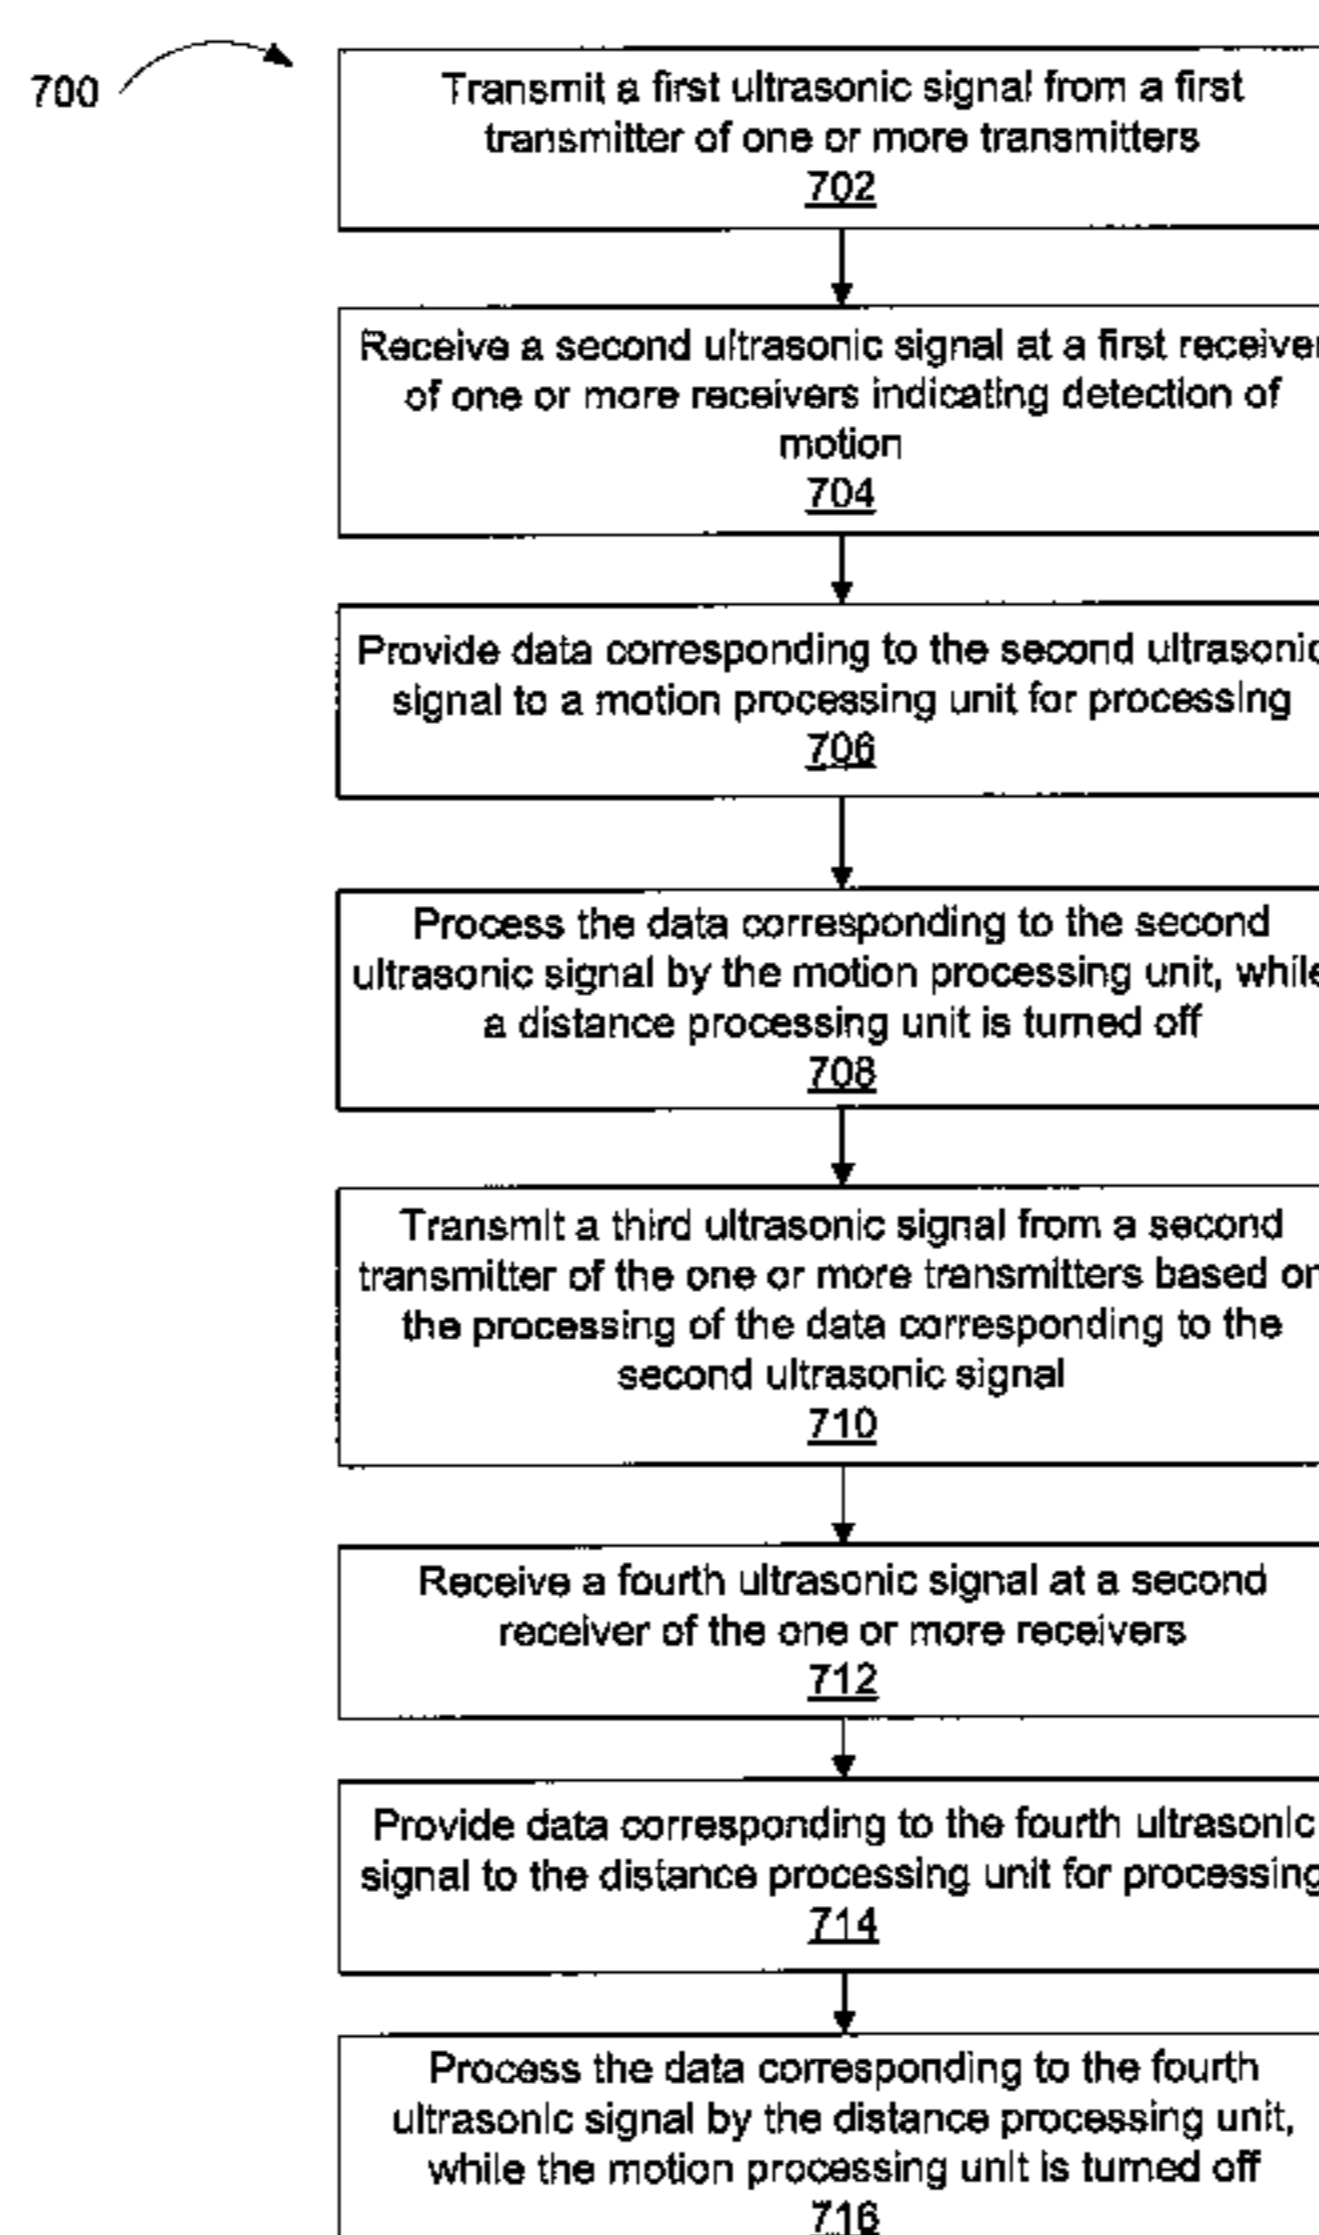 700
Transmit a first ultrasonic signal from a first
transmitter of one or more transmitters
702
Receive a second ultrasonic signal at a first receiver
of one or more receivers indicating detection of
motion
704
Provide data corresponding to the second ultrasonic
signal to a motion processing unit for processing
706
Process the data corresponding to the second
ultrasonic signal by the motion processing unit, while
a distance processing unit is turned off
708
Transmit a third ultrasonic signal from a second
transmitter of the one or more transmitters based on
the processing of the data corresponding to the
second ultrasonic signal
710
Receive a fourth ultrasonic signal at a second
receiver of the one or more receivers
712
Provide data corresponding to the fourth ultrasonic
signal to the distance processing unit for processing
714
Process the data corresponding to the fourth
ultrasonic signal by the distance processing unit,
while the motion processing unit is turned off
716